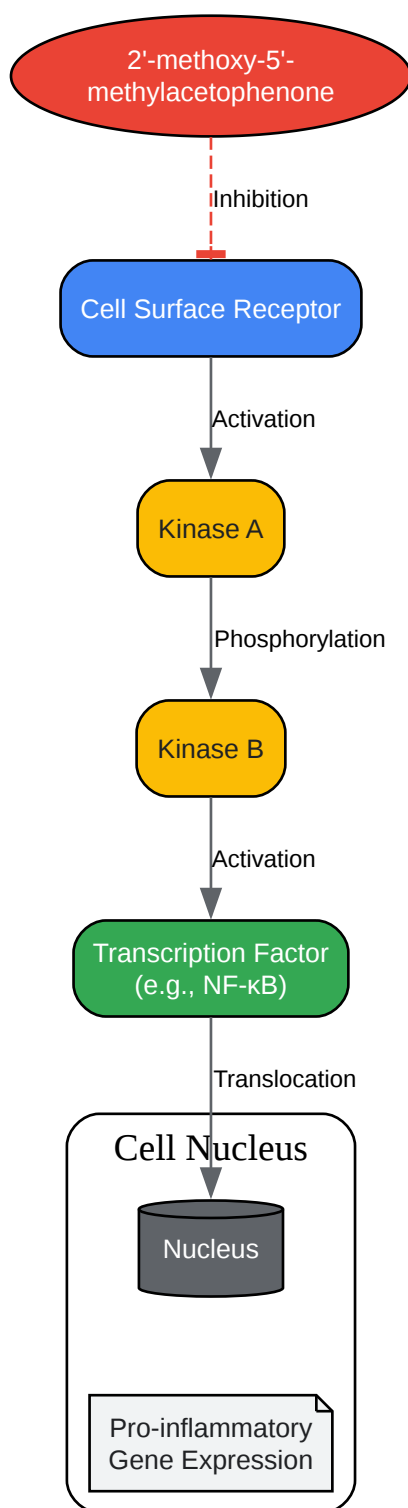 2'-methoxy-5'-
methylacetophenone
Inhibition
Cell Surface Receptor
Activation
Kinase A
Phosphorylation
Kinase B
Activation
Transcription Factor
(e.g., NF-κB)
Translocation
Cell Nucleus
Nucleus
Pro-inflammatory
Gene Expression